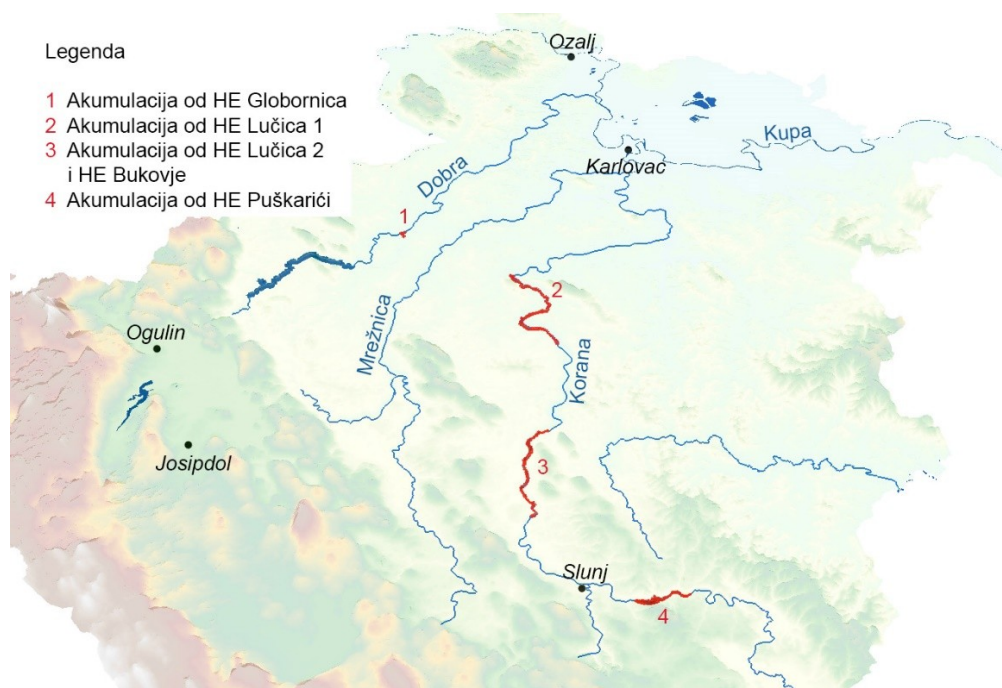 Legenda
1 Akumulacija od HE Globornica
2 Akumulacija od HE Lučica 1
3 Akumulacija od HE Lučica 2
i HE Bukovje
4 Akumulacija od HE Puškarići
Ozalj
Kupa
Karlovac
Dobra
1
2
Mrežnica
Ogulin
Korana
Josipdol
3
Slunj
4